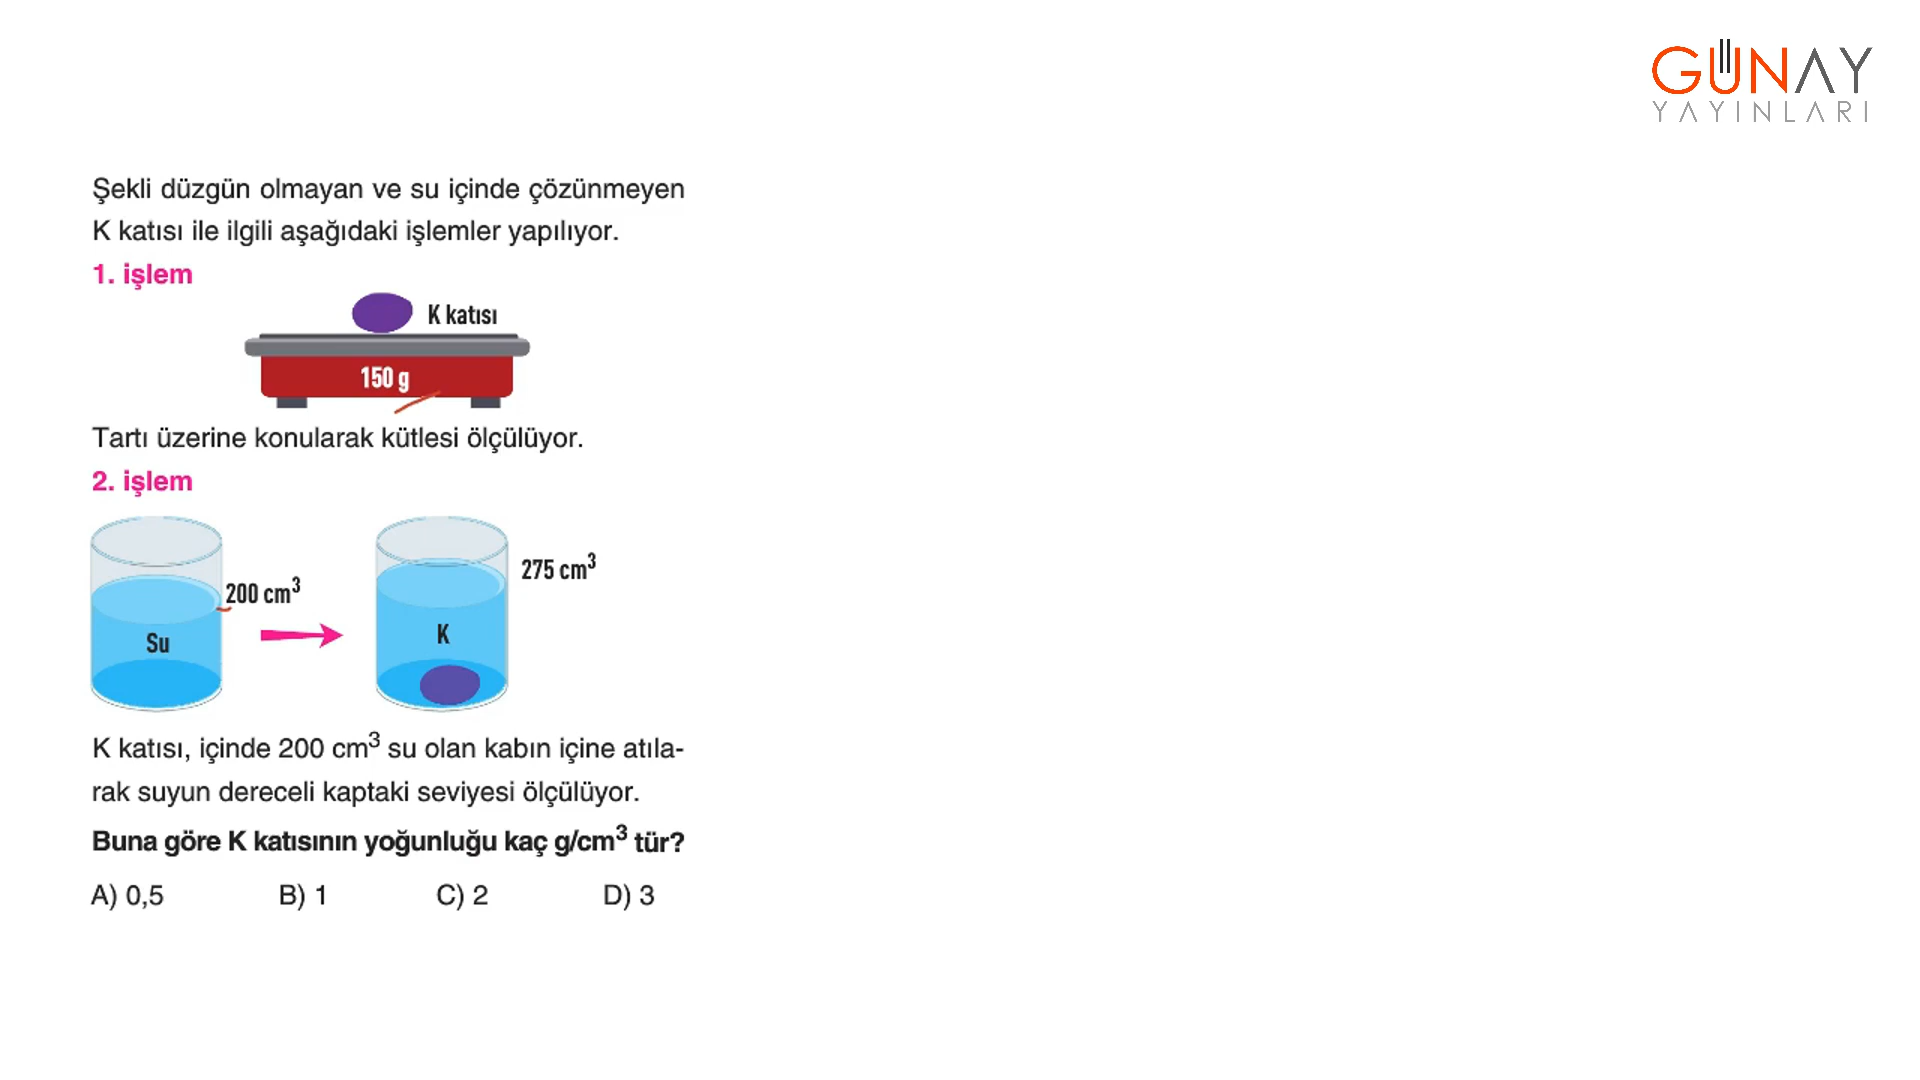 GÜNAY
YAYINLARI
Şekli düzgün olmayan ve su içinde çözünmeyen
K katısı ile ilgili aşağıdaki işlemler yapılıyor.
1. işlem
K katısı
150 g
Tartı üzerine konularak kütlesi ölçülüyor.
2. işlem
275 cm³
200 cm³
Su
K
K katısı, içinde 200 cm³ su olan kabın içine atıla-
rak suyun dereceli kaptaki seviyesi ölçülüyor.
Buna göre K katısının yoğunluğu kaç g/cm³ tür?
A) 0,5 B) 1 C) 2 D) 3